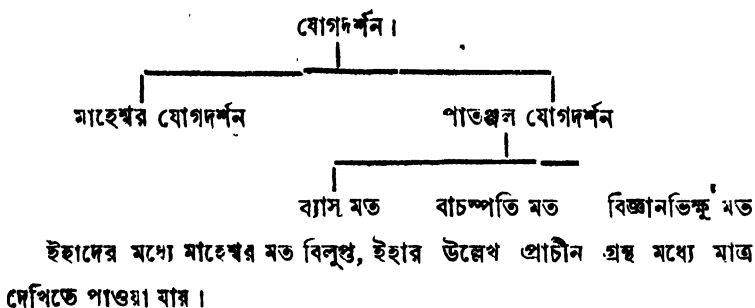 যোগদর্শন।
মাহেশ্বর যোগদর্শন পাতঞ্জল যোগদর্শন
ব্যাস মত বাচস্পতি মত বিজ্ঞানভিক্ষু মত
ইহাদের মধ্যে মাহেশ্বর মত বিলুপ্ত, ইহার উল্লেখ প্রাচীন গ্রন্থ মধ্যে মাত্র
দেখিতে পাওয়া যায়।